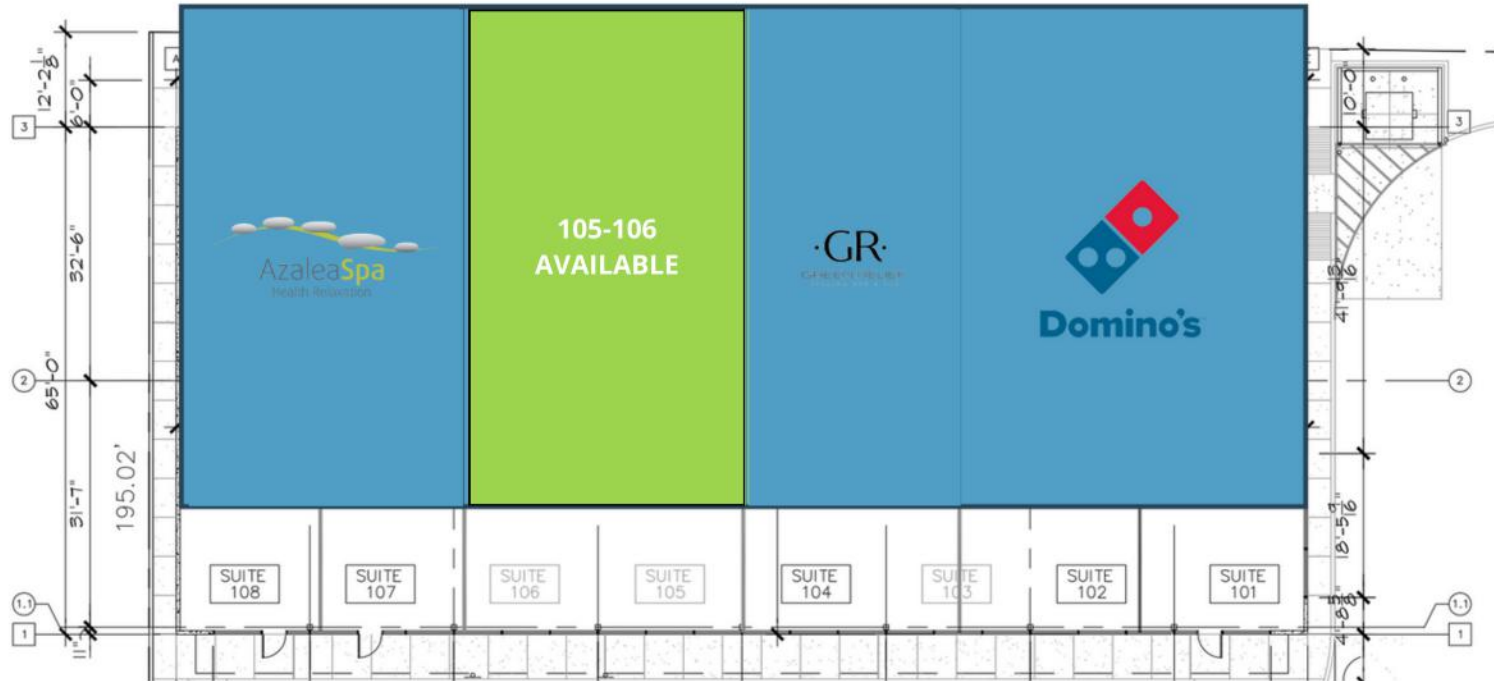 12'-2 1/8"
6'-0"
3
32'-6"
2
65'-0"
195.02'
31'-7"
1.1
1
11"
A
AzaleaSpa
Health Relaxation
105-106
AVAILABLE
·GR·
Domino's
10'-0"
3
2
1.1
1
SUITE
108
SUITE
107
SUITE
106
SUITE
105
SUITE
104
SUITE
103
SUITE
102
SUITE
101